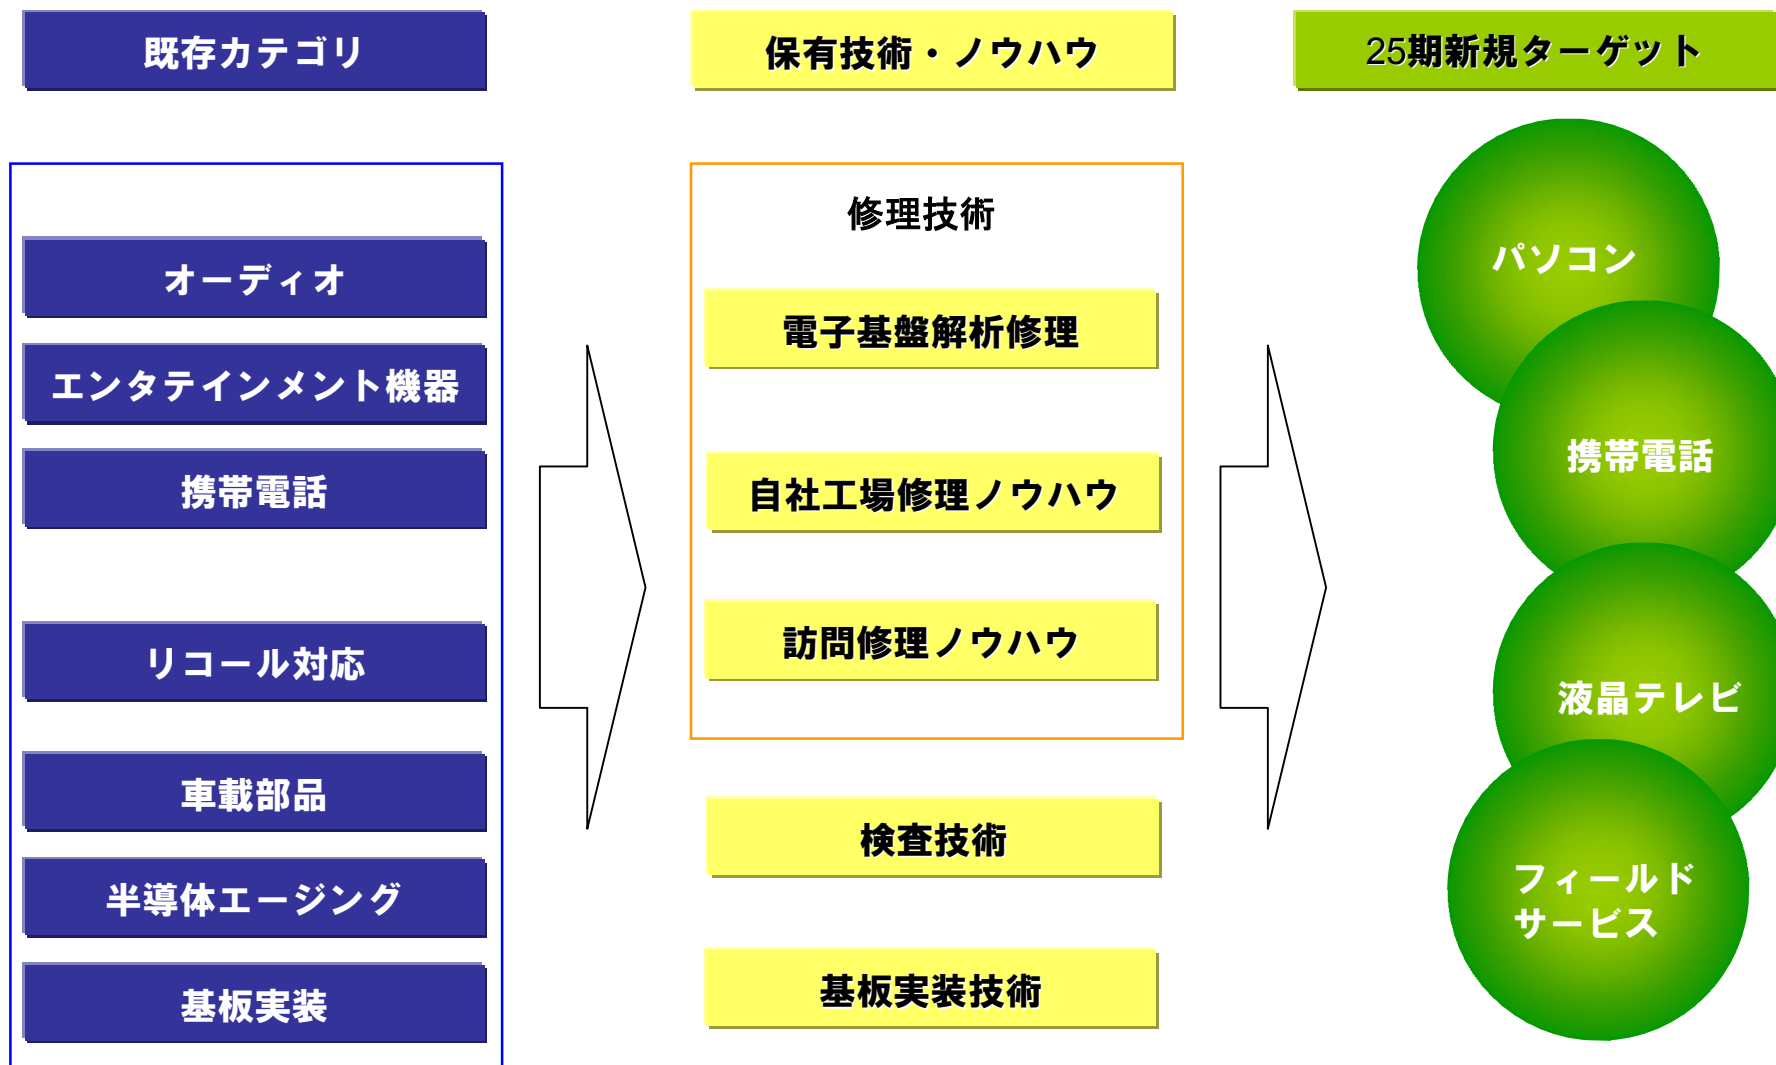 既存カテゴリ
保有技術・ノウハウ
25期新規ターゲット
オーディオ
エンタテインメント機器
携帯電話
リコール対応
車載部品
半導体エージング
基板実装
修理技術
電子基盤解析修理
自社工場修理ノウハウ
訪問修理ノウハウ
検査技術
基板実装技術
パソコン
携帯電話
液晶テレビ
フィールド
サービス